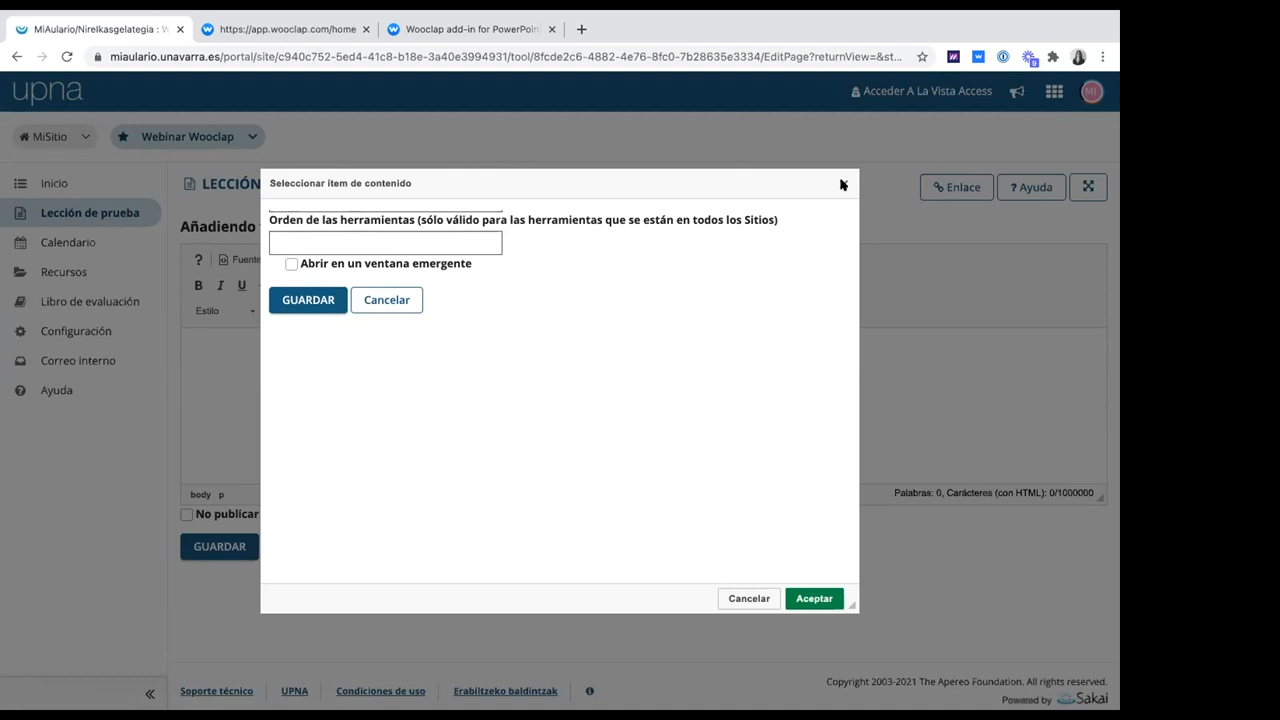 MiAulario/Nirelkasgelategia : W
https://app.wooclap.com/home
Wooclap add-in for PowerPoin
miaulario.unavarra.es/portal/site/c940c752-5ed4-41c8-b18e-3a40e3994931/tool/8fcde2c6-4882-4e76-8fc0-7b28635e3334/EditPage?returnView=&st...
upna
Acceder A La Vista Access
MI
MiSitio
Webinar Wooclap
Inicio
Lección de prueba
Calendario
Recursos
Libro de evaluación
Configuración
Correo interno
Ayuda
LECCIÓN
Enlace
? Ayuda
Añadiendo
? Fuente
B I U
Estilo
Seleccionar ítem de contenido
Orden de las herramientas (sólo válido para las herramientas que se están en todos los Sitios)
Abrir en un ventana emergente
GUARDAR
Cancelar
body p
Palabras: 0, Carácteres (con HTML): 0/1000000
No publicar
GUARDAR
Cancelar
Aceptar
Soporte técnico
UPNA
Condiciones de uso
Erabiltzeko baldintzak
Copyright 2003-2021 The Apereo Foundation. All rights reserved.
Powered by Sakai